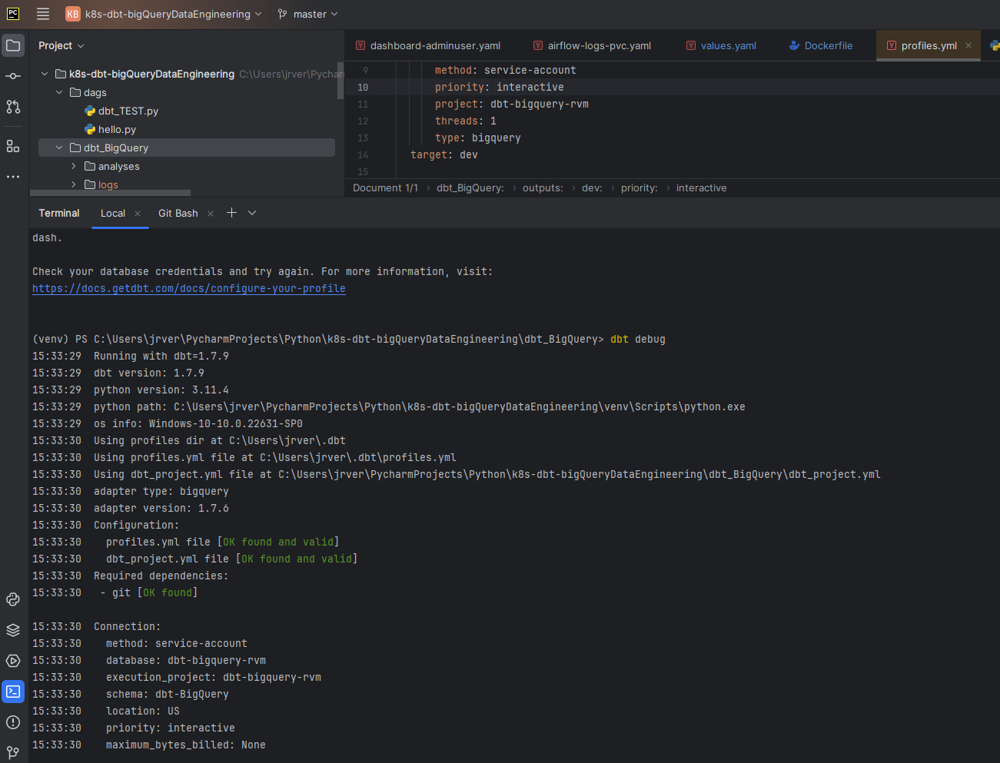 PC KB k8s-dbt-bigQueryDataEngineering master
Project
k8s-dbt-bigQueryDataEngineering C:\Users\jrver\Pychar
dags
dbt_TEST.py
hello.py
dbt_BigQuery
analyses
logs
dashboard-adminuser.yaml airflow-logs-pvc.yaml values.yaml Dockerfile profiles.yml
9 method: service-account
10 priority: interactive
11 project: dbt-bigquery-rvm
12 threads: 1
13 type: bigquery
14 target: dev
15
Document 1/1 › dbt_BigQuery: › outputs: › dev: › priority: › interactive
Terminal Local Git Bash
dash.
Check your database credentials and try again. For more information, visit:
https://docs.getdbt.com/docs/configure-your-profile
(venv) PS C:\Users\jrver\PycharmProjects\Python\k8s-dbt-bigQueryDataEngineering\dbt_BigQuery> dbt debug
15:33:29 Running with dbt=1.7.9
15:33:29 dbt version: 1.7.9
15:33:29 python version: 3.11.4
15:33:29 python path: C:\Users\jrver\PycharmProjects\Python\k8s-dbt-bigQueryDataEngineering\venv\Scripts\python.exe
15:33:29 os info: Windows-10-10.0.22631-SP0
15:33:30 Using profiles dir at C:\Users\jrver\.dbt
15:33:30 Using profiles.yml file at C:\Users\jrver\.dbt\profiles.yml
15:33:30 Using dbt_project.yml file at C:\Users\jrver\PycharmProjects\Python\k8s-dbt-bigQueryDataEngineering\dbt_BigQuery\dbt_project.yml
15:33:30 adapter type: bigquery
15:33:30 adapter version: 1.7.6
15:33:30 Configuration:
15:33:30 profiles.yml file [OK found and valid]
15:33:30 dbt_project.yml file [OK found and valid]
15:33:30 Required dependencies:
15:33:30 - git [OK found]
15:33:30 Connection:
15:33:30 method: service-account
15:33:30 database: dbt-bigquery-rvm
15:33:30 execution_project: dbt-bigquery-rvm
15:33:30 schema: dbt-BigQuery
15:33:30 location: US
15:33:30 priority: interactive
15:33:30 maximum_bytes_billed: None